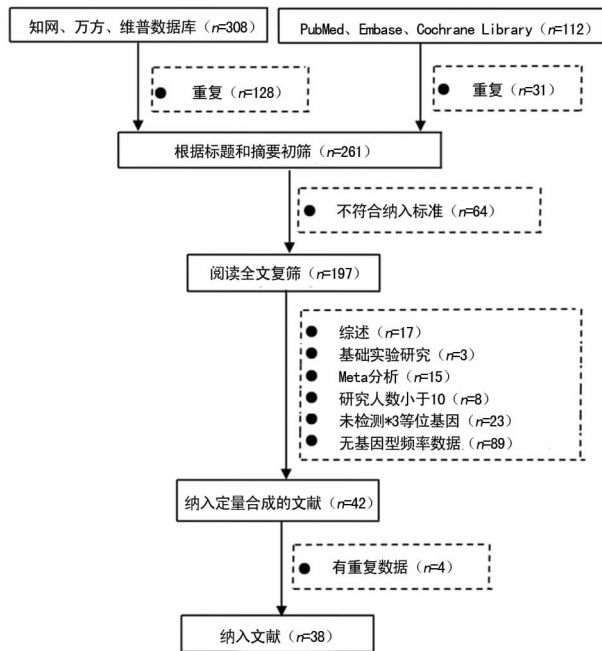 知网、万方、维普数据库（n=308）
PubMed、Embase、Cochrane Library（n=112）
重复（n=128）
重复（n=31）
根据标题和摘要初筛（n=261）
不符合纳入标准（n=64）
阅读全文复筛（n=197）
综述（n=17）
基础实验研究（n=3）
Meta分析（n=15）
研究人数小于10（n=8）
未检测*3等位基因（n=23）
无基因型频率数据（n=89）
纳入定量合成的文献（n=42）
有重复数据（n=4）
纳入文献（n=38）